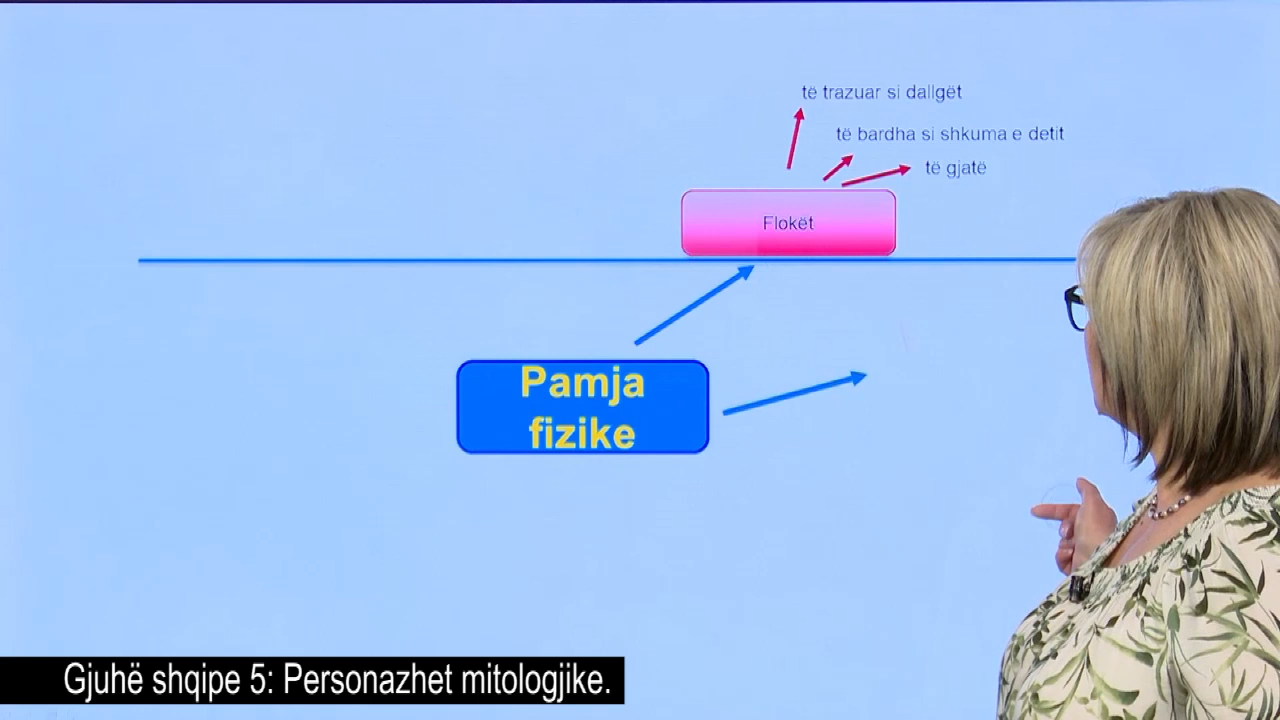 të trazuar si dallgët
të bardha si shkuma e detit
të gjatë
Flokët
Pamja
fizike
Gjuhë shqipe 5: Personazhet mitologjike.